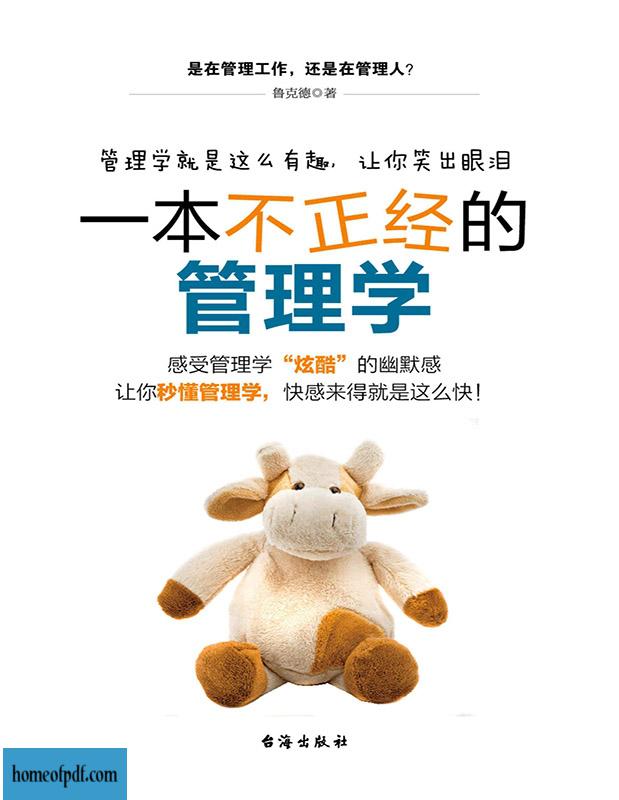 是在管理工作，还是在管理人?
鲁克德◎著
管理学就是这么有趣，让你笑出眼泪
一本不正经的
管理学
感受管理学“炫酷”的幽默感
让你秒懂管理学，快感来得就是这么快!
台海出版社
homeofpdf.com